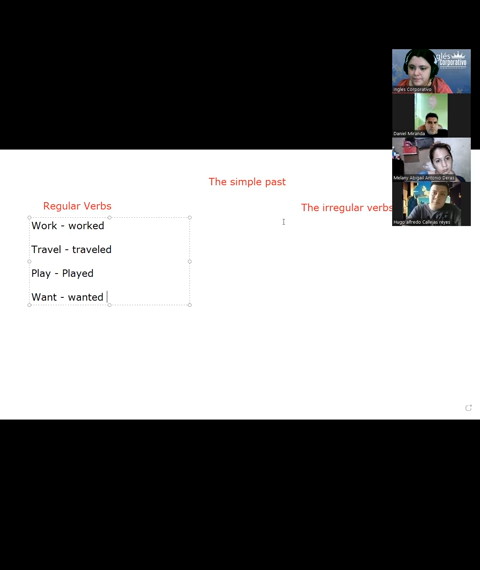 The simple past
Regular Verbs
The irregular verbs
Work - worked
Travel - traveled
Play - Played
Want - wanted
Inglés Corporativo
Daniel Miranda
Melany Abigail Antonio Deras
Hugo alfredo Callejas reyes